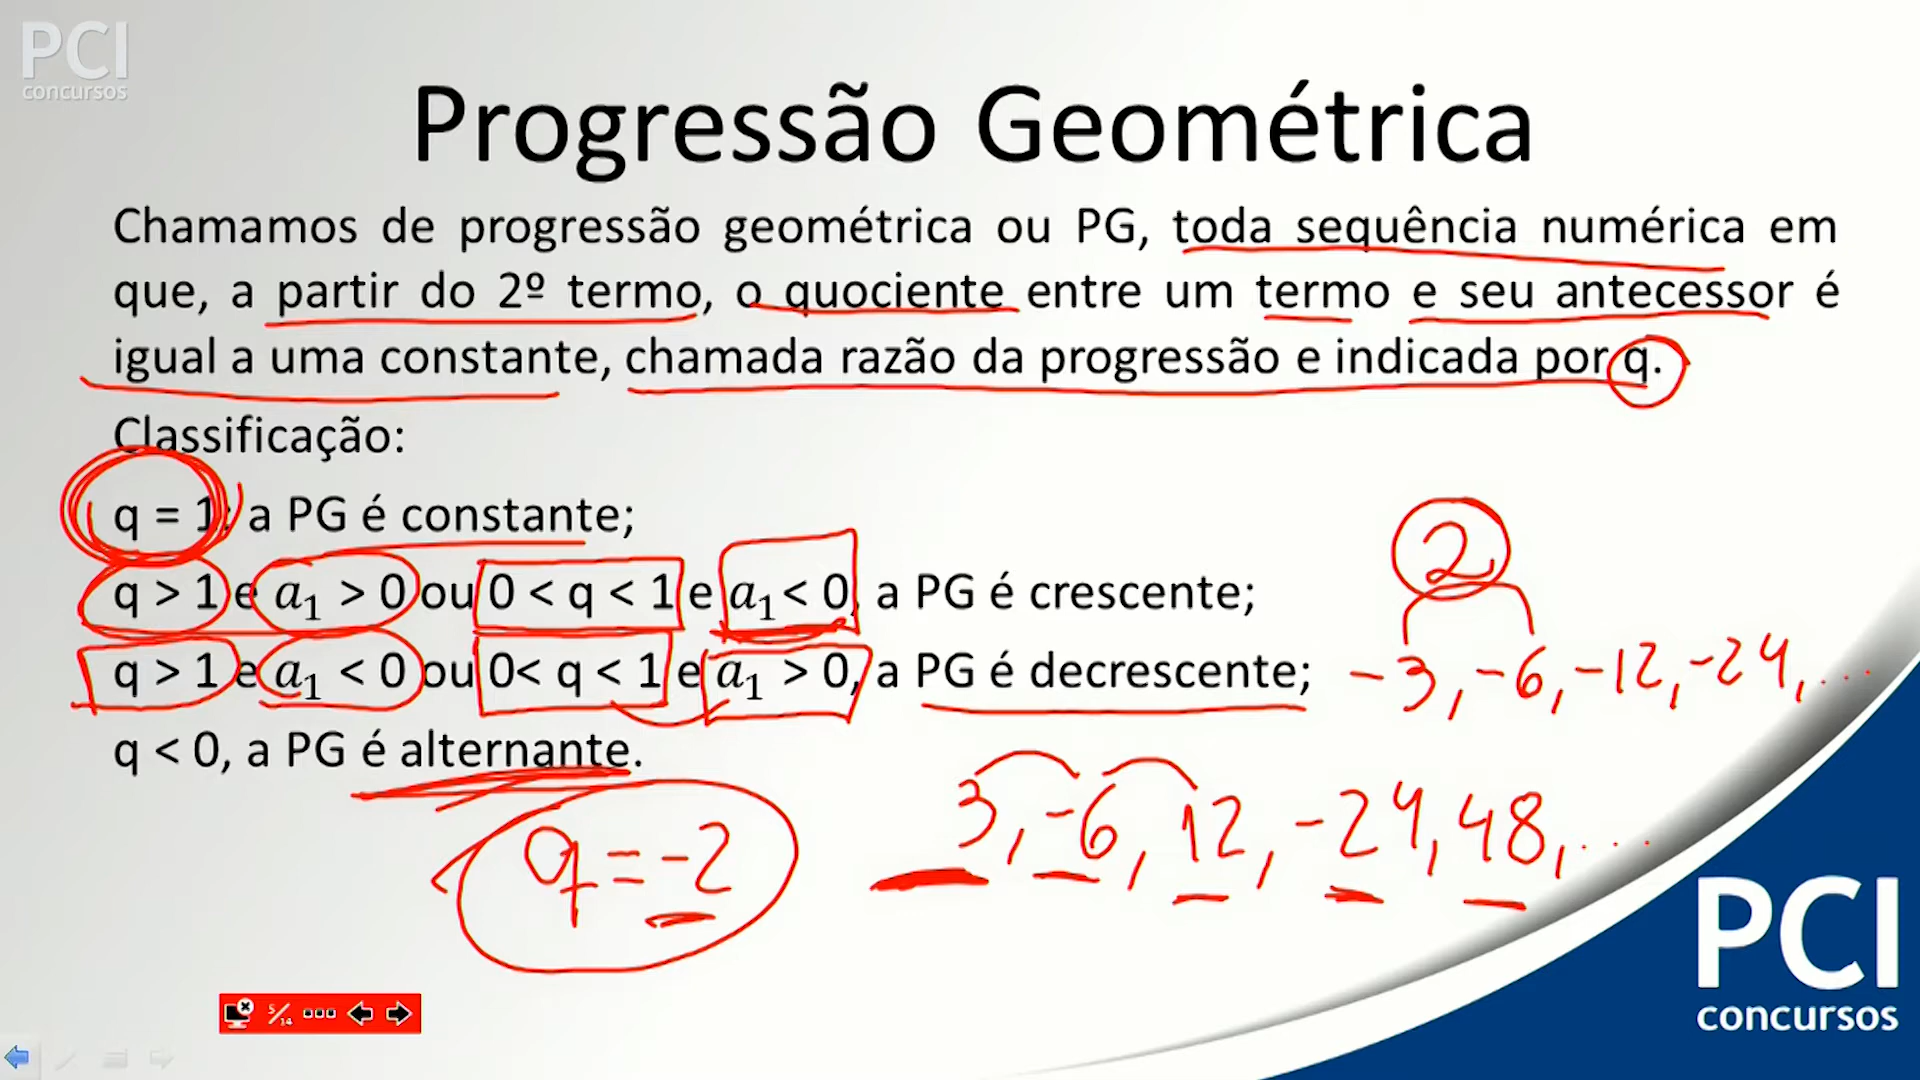 PCI
concursos
Progressão Geométrica
Chamamos de progressão geométrica ou PG, toda sequência numérica em
que, a partir do 2º termo, o quociente entre um termo e seu antecessor é
igual a uma constante, chamada razão da progressão e indicada por q.
Classificação:
q = 1, a PG é constante;
q > 1 e a₁ > 0 ou 0 < q < 1 e a₁ < 0, a PG é crescente;
q > 1 e a₁ < 0 ou 0< q < 1 e a₁ > 0, a PG é decrescente;
q < 0, a PG é alternante.
2
-3, -6, -12, -24, ...
3, -6, 12, -24, 48, ...
q = -2
PCI
concursos
5/14